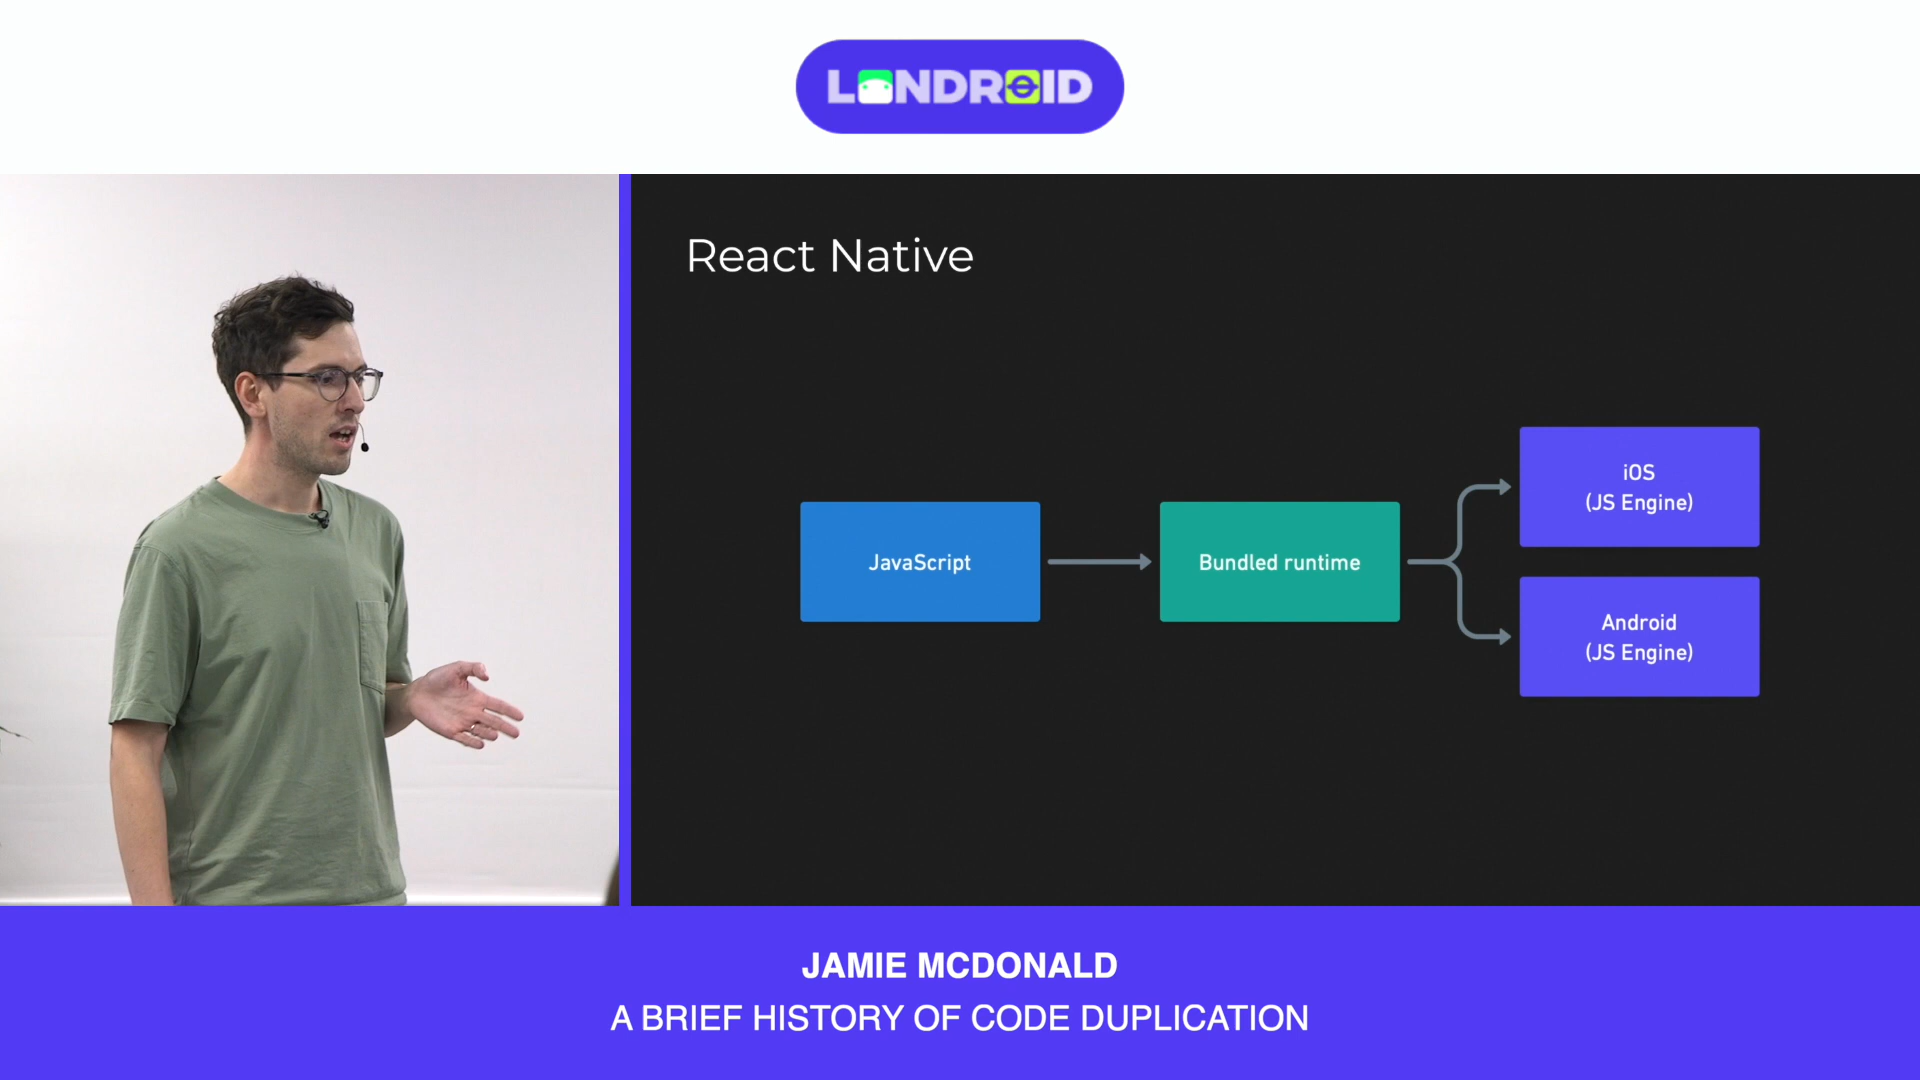 LONDROID
React Native
JavaScript
Bundled runtime
iOS
(JS Engine)
Android
(JS Engine)
JAMIE MCDONALD
A BRIEF HISTORY OF CODE DUPLICATION